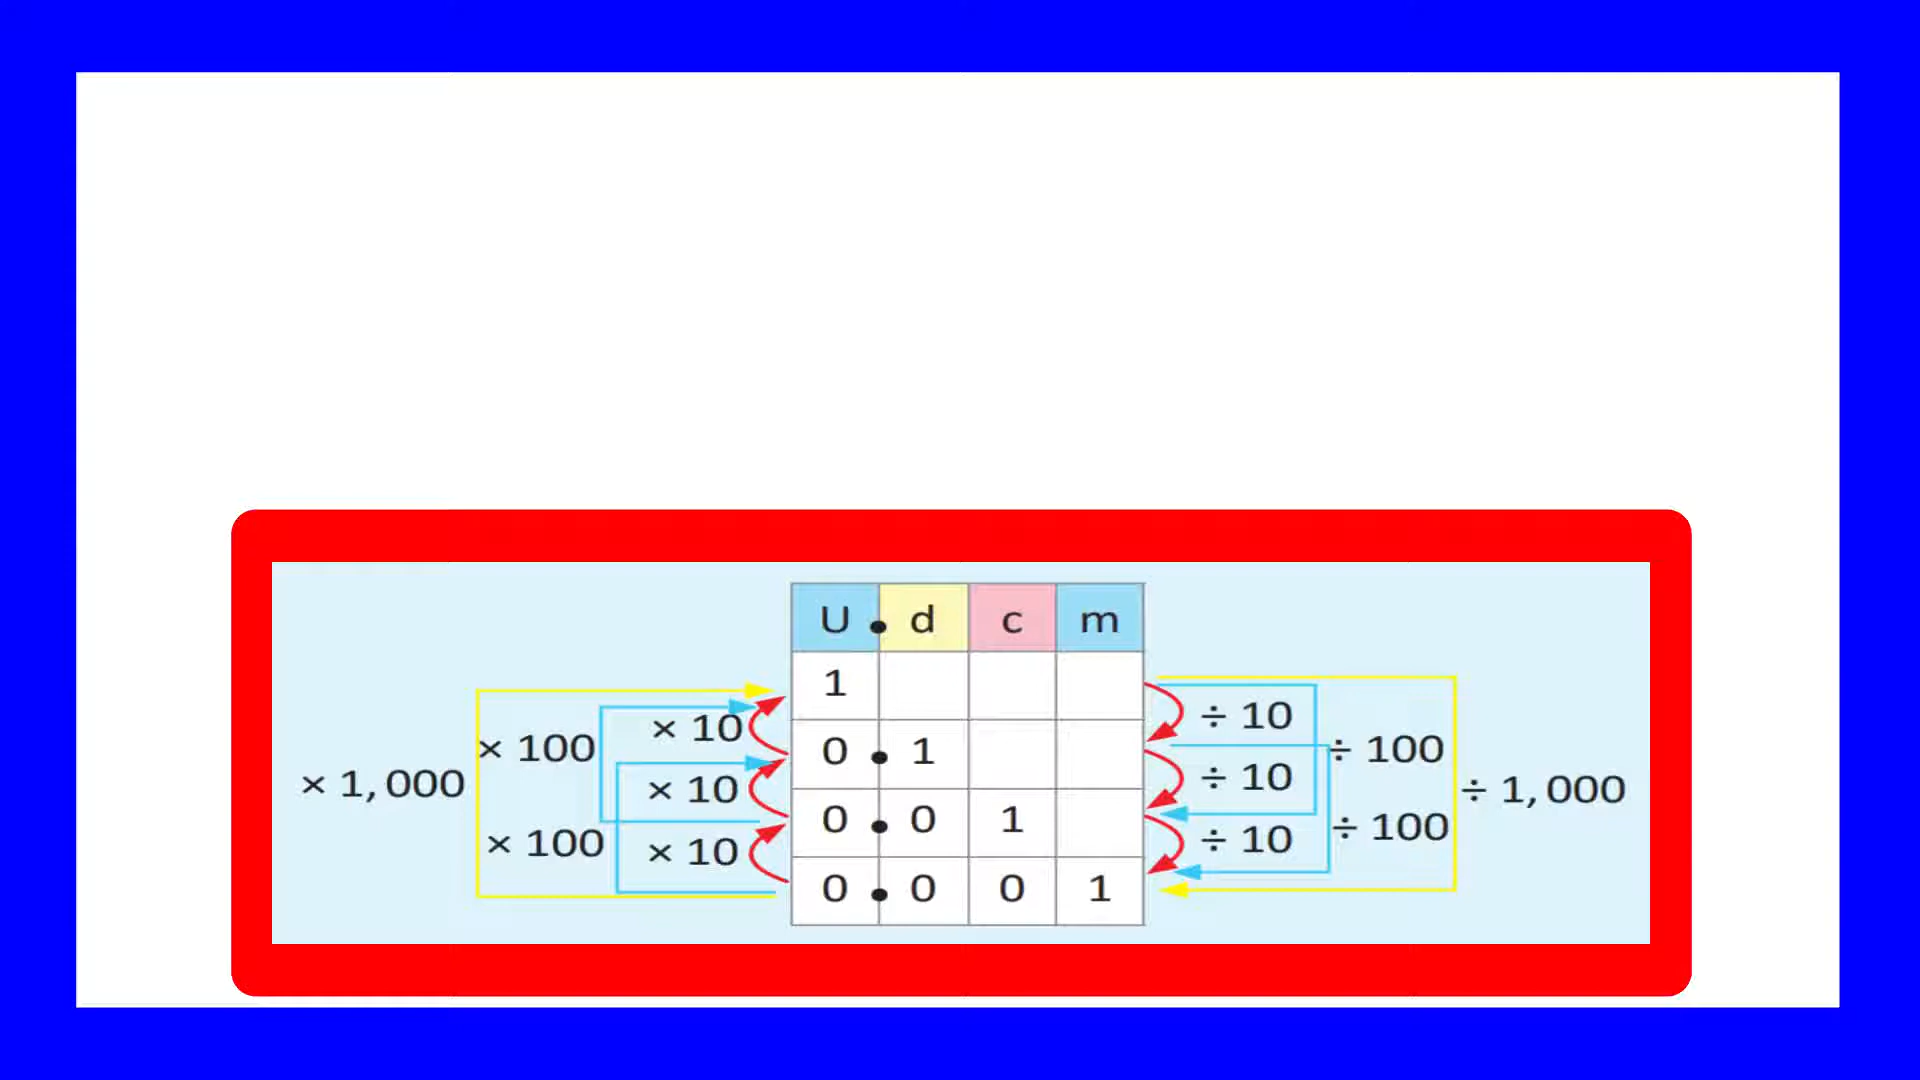 U . d c m
1
× 10 ÷ 10
× 100 0 . 1 ÷ 100
× 1,000 × 10 ÷ 10 ÷ 1,000
0 . 0 1
× 100 × 10 ÷ 10 ÷ 100
0 . 0 0 1